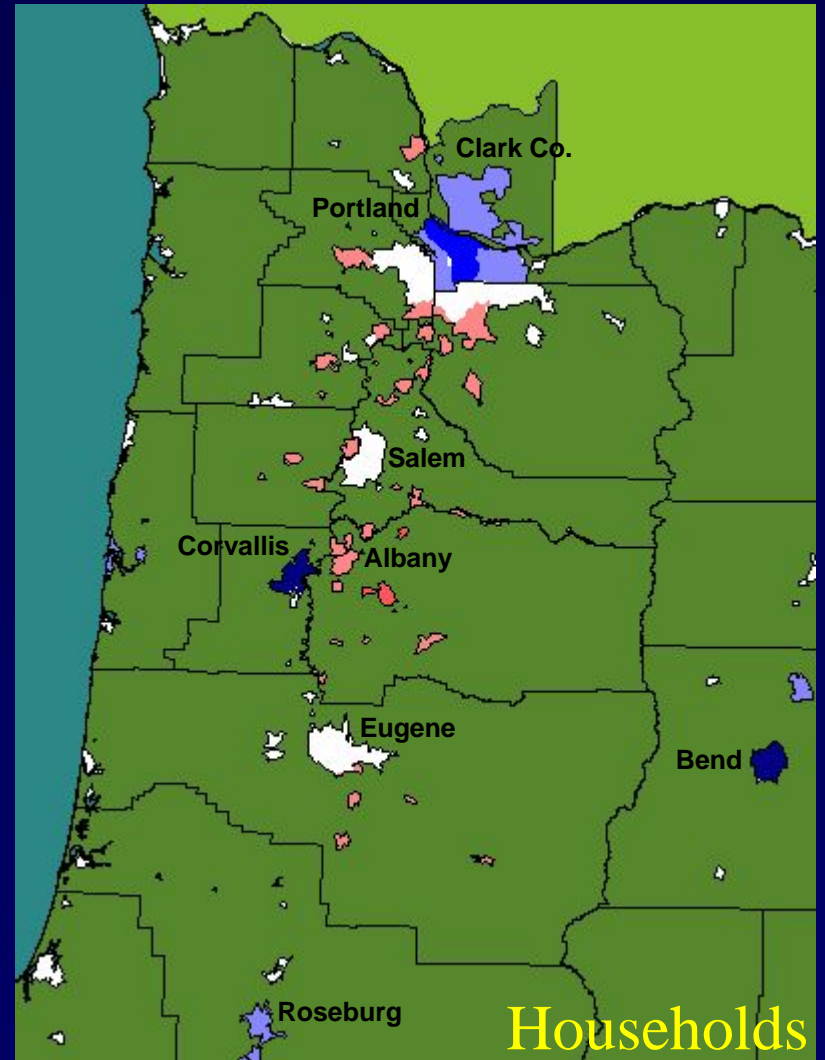 Clark Co.
Portland
Salem
Corvallis
Albany
Eugene
Bend
Roseburg
Households